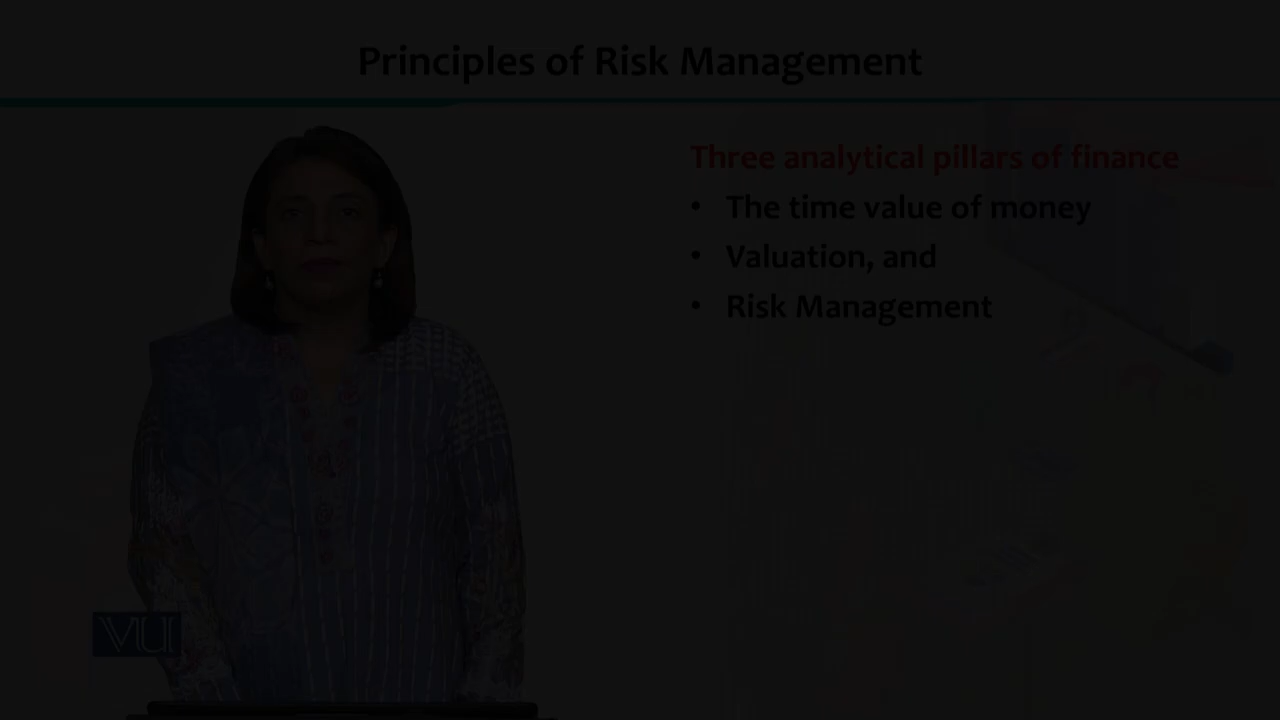 Principles of Risk Management
Three analytical pillars of finance
• The time value of money
• Valuation, and
• Risk Management
VU